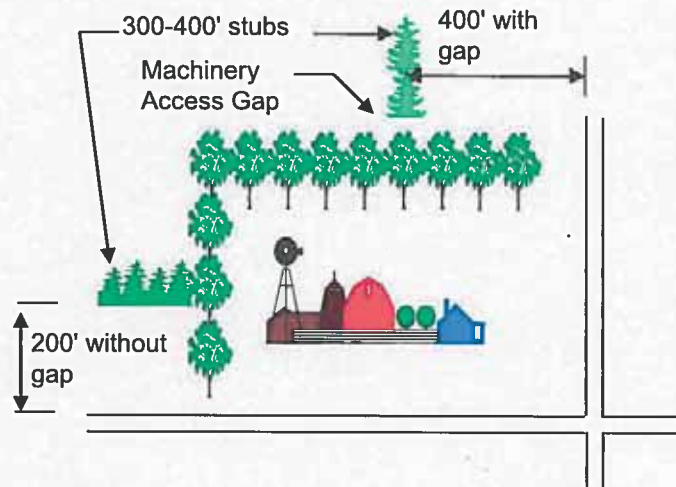 300-400' stubs
400' with
gap
Machinery
Access Gap
200' without
gap